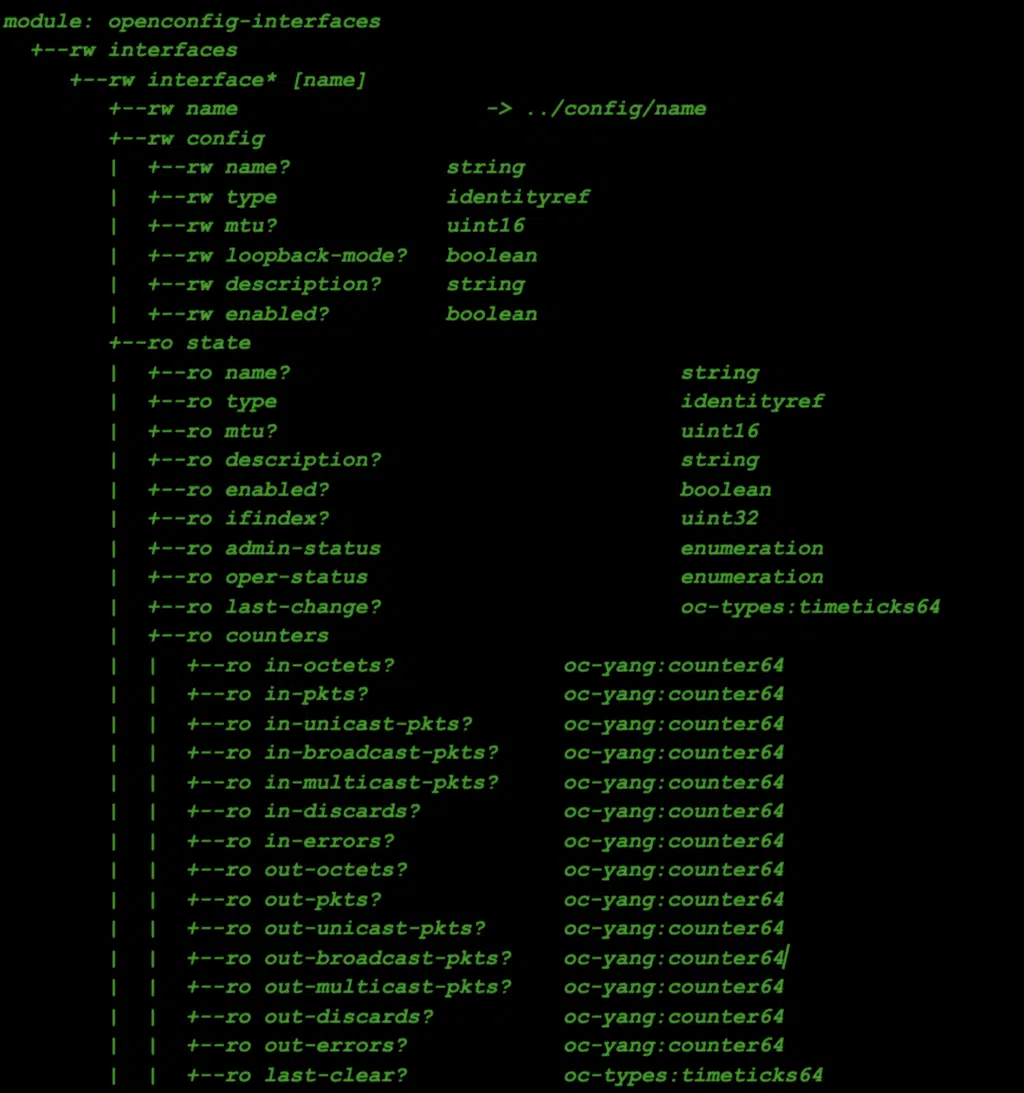 module: openconfig-interfaces
+--rw interfaces
+--rw interface* [name]
+--rw name -> ../config/name
+--rw config
| +--rw name? string
| +--rw type identityref
| +--rw mtu? uint16
| +--rw loopback-mode? boolean
| +--rw description? string
| +--rw enabled? boolean
+--ro state
| +--ro name? string
| +--ro type identityref
| +--ro mtu? uint16
| +--ro description? string
| +--ro enabled? boolean
| +--ro ifindex? uint32
| +--ro admin-status enumeration
| +--ro oper-status enumeration
| +--ro last-change? oc-types:timeticks64
| +--ro counters
| | +--ro in-octets? oc-yang:counter64
| | +--ro in-pkts? oc-yang:counter64
| | +--ro in-unicast-pkts? oc-yang:counter64
| | +--ro in-broadcast-pkts? oc-yang:counter64
| | +--ro in-multicast-pkts? oc-yang:counter64
| | +--ro in-discards? oc-yang:counter64
| | +--ro in-errors? oc-yang:counter64
| | +--ro out-octets? oc-yang:counter64
| | +--ro out-pkts? oc-yang:counter64
| | +--ro out-unicast-pkts? oc-yang:counter64
| | +--ro out-broadcast-pkts? oc-yang:counter64
| | +--ro out-multicast-pkts? oc-yang:counter64
| | +--ro out-discards? oc-yang:counter64
| | +--ro out-errors? oc-yang:counter64
| | +--ro last-clear? oc-types:timeticks64